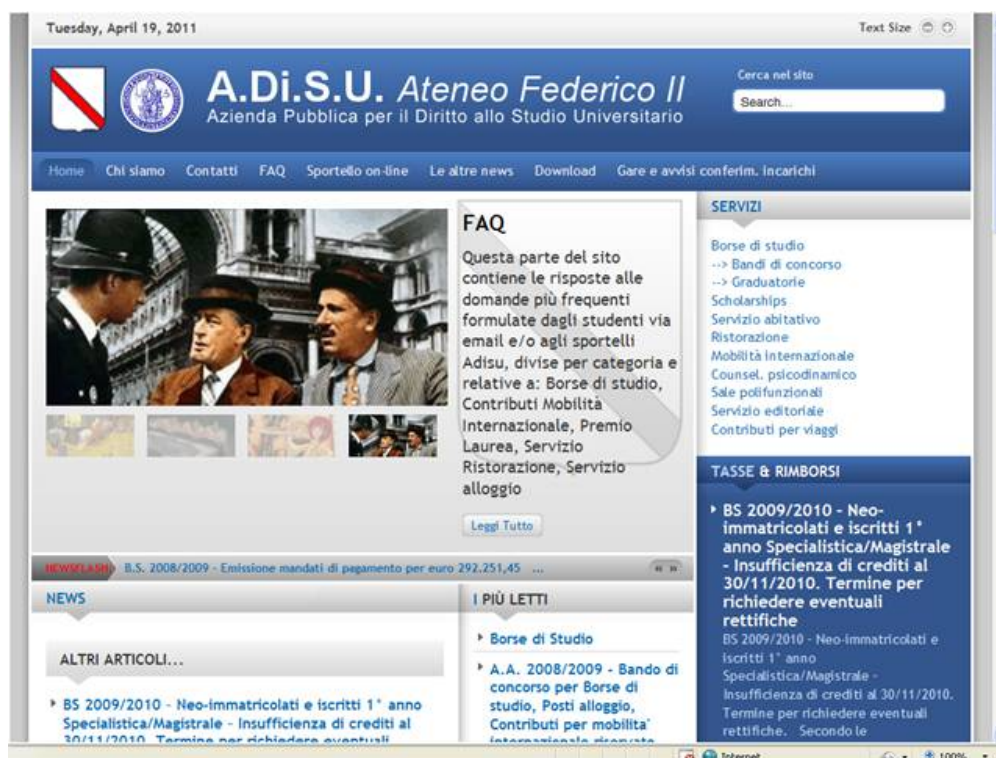 Tuesday, April 19, 2011
Text Size
A.Di.S.U. Ateneo Federico II
Azienda Pubblica per il Diritto allo Studio Universitario
Cerca nel sito
Search...
Home Chi siamo Contatti FAQ Sportello on-line Le altre news Download Gare e avvisi conferim. incarichi
FAQ
Questa parte del sito
contiene le risposte alle
domande più frequenti
formulate dagli studenti via
email e/o agli sportelli
Adisu, divise per categoria e
relative a: Borse di studio,
Contributi Mobilità
Internazionale, Premio
Laurea, Servizio
Ristorazione, Servizio
alloggio
Leggi Tutto
NEWSFLASH B.S. 2008/2009 - Emissione mandati di pagamento per euro 292.251,45 ...
NEWS
ALTRI ARTICOLI...
BS 2009/2010 - Neo-immatricolati e iscritti 1° anno
Specialistica/Magistrale - Insufficienza di crediti al
30/11/2010. Termine per richiedere eventuali
I PIÙ LETTI
Borse di Studio
A.A. 2008/2009 - Bando di
concorso per Borse di
studio, Posti alloggio,
Contributi per mobilita'
internazionale riservate
SERVIZI
Borse di studio
--> Bandi di concorso
--> Graduatorie
Scholarships
Servizio abitativo
Ristorazione
Mobilità internazionale
Counsel. psicodinamico
Sale polifunzionali
Servizio editoriale
Contributi per viaggi
TASSE & RIMBORSI
BS 2009/2010 - Neo-
immatricolati e iscritti 1°
anno Specialistica/Magistrale
- Insufficienza di crediti al
30/11/2010. Termine per
richiedere eventuali
rettifiche
BS 2009/2010 - Neo-immatricolati e
iscritti 1° anno
Specialistica/Magistrale -
Insufficienza di crediti al 30/11/2010.
Termine per richiedere eventuali
rettifiche. Secondo le
Internet
100%